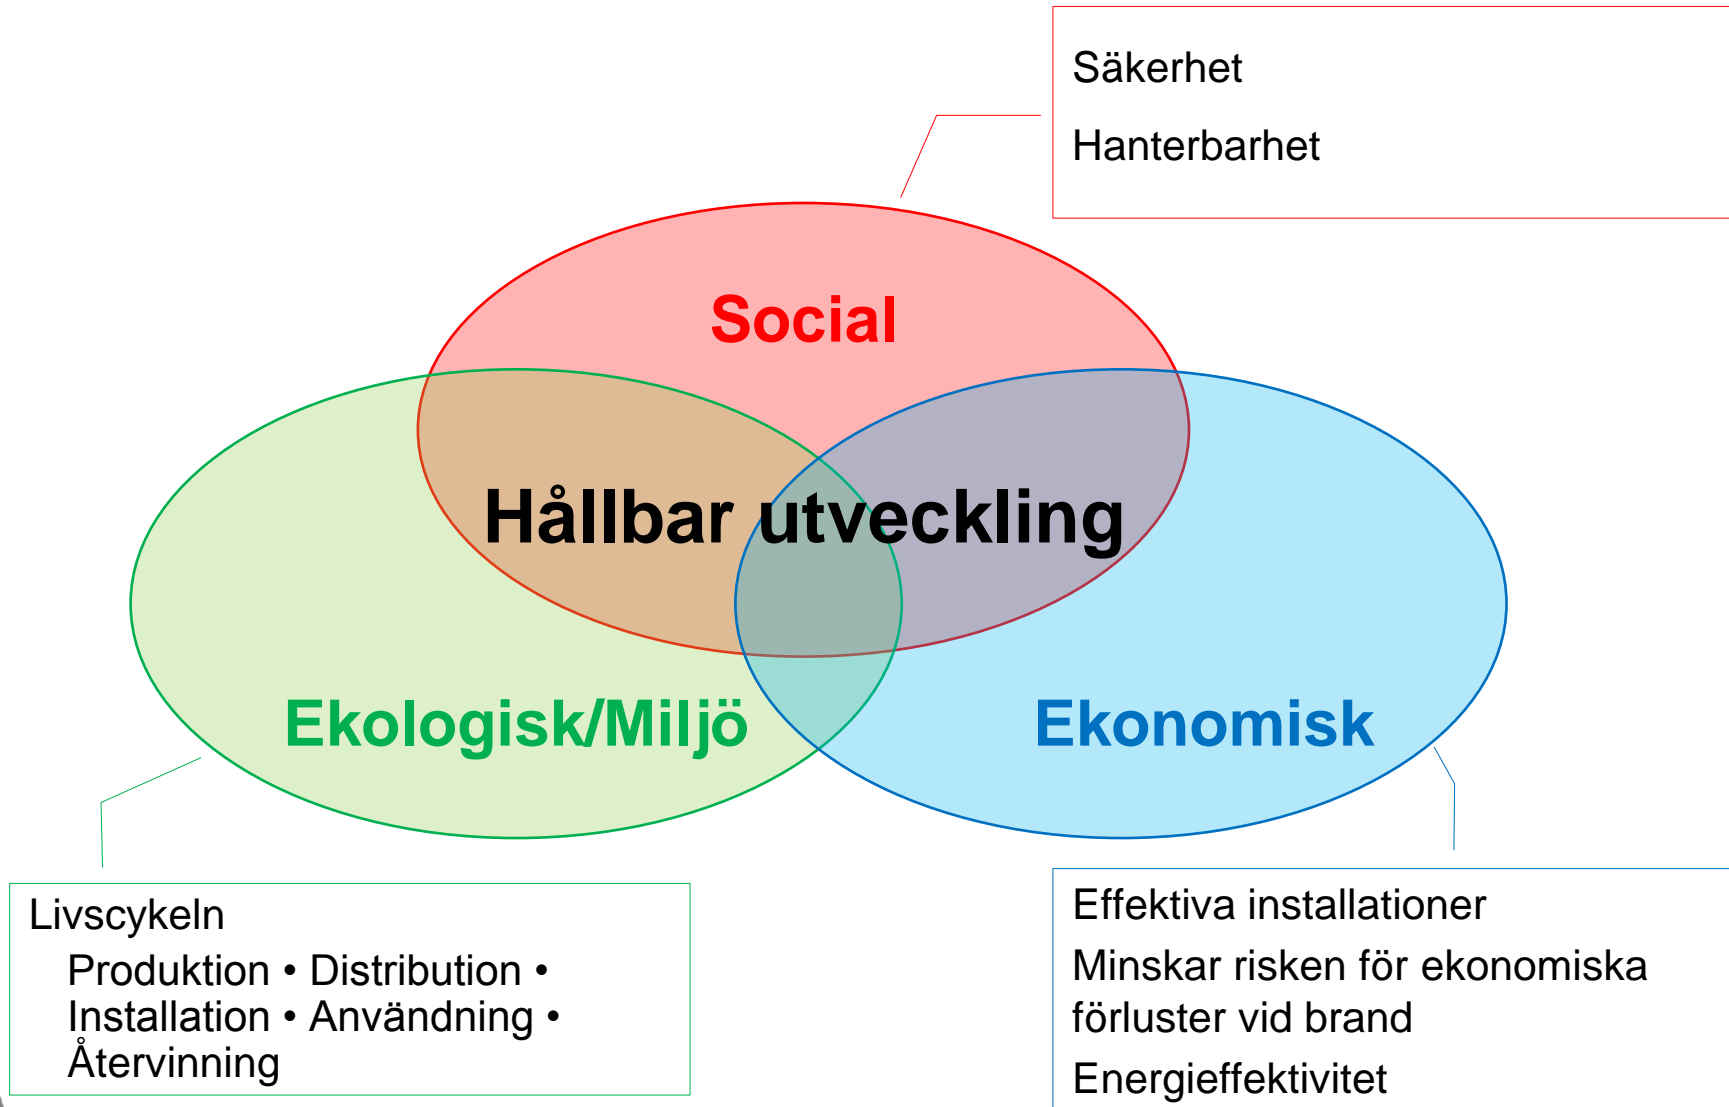 Säkerhet
Hanterbarhet
Social
Hållbar utveckling
Ekologisk/Miljö
Ekonomisk
Livscykeln
Produktion • Distribution •
Installation • Användning •
Återvinning
Effektiva installationer
Minskar risken för ekonomiska
förluster vid brand
Energieffektivitet